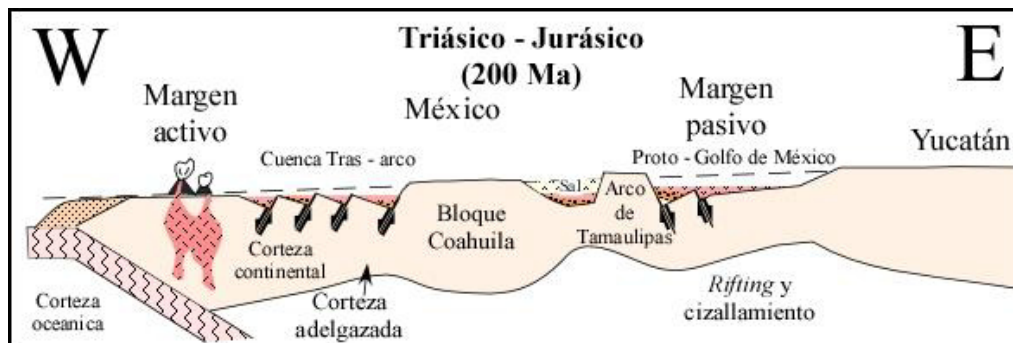 W
Triásico - Jurásico
(200 Ma)
E
Margen
activo
México
Margen
pasivo
Yucatán
Cuenca Tras - arco
Proto - Golfo de México
Sal
Bloque
Coahuila
Arco
de
Tamaulipas
Corteza
continental
Corteza
oceanica
Corteza
adelgazada
Rifting y
cizallamiento